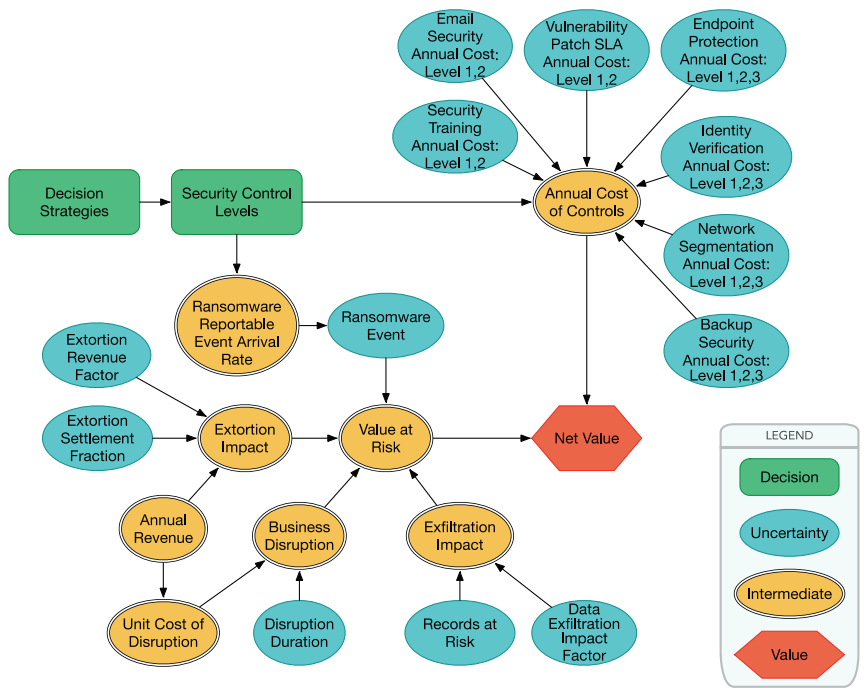 Email
Security
Annual Cost:
Level 1,2
Vulnerability
Patch SLA
Annual Cost:
Level 1,2
Endpoint
Protection
Annual Cost:
Level 1,2,3
Security
Training
Annual Cost:
Level 1,2
Identity
Verification
Annual Cost:
Level 1,2,3
Decision
Strategies
Security Control
Levels
Annual Cost
of Controls
Network
Segmentation
Annual Cost:
Level 1,2,3
Ransomware
Reportable
Event Arrival
Rate
Ransomware
Event
Backup
Security
Annual Cost:
Level 1,2,3
Extortion
Revenue
Factor
Extortion
Settlement
Fraction
Extortion
Impact
Value at
Risk
Net Value
Annual
Revenue
Business
Disruption
Exfiltration
Impact
Unit Cost of
Disruption
Disruption
Duration
Records at
Risk
Data
Exfiltration
Impact
Factor
LEGEND
Decision
Uncertainty
Intermediate
Value